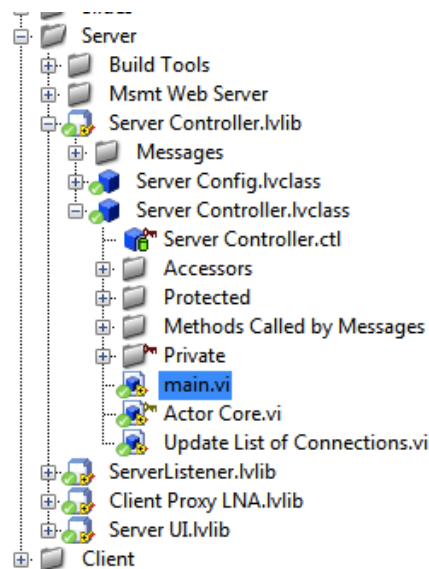 Server
Build Tools
Msmt Web Server
Server Controller.lvlib
Messages
Server Config.lvclass
Server Controller.lvclass
Server Controller.ctl
Accessors
Protected
Methods Called by Messages
Private
main.vi
Actor Core.vi
Update List of Connections.vi
ServerListener.lvlib
Client Proxy LNA.lvlib
Server UI.lvlib
Client